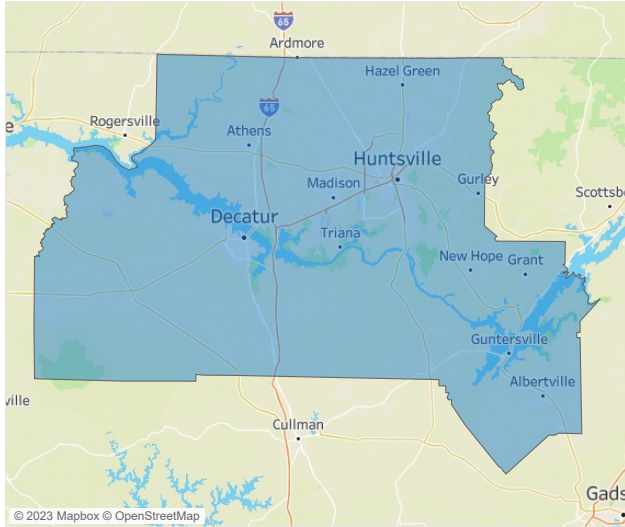 65
Ardmore
Hazel Green
65
Rogersville
Athens
Huntsville
Madison
Gurley
Scottsb
Decatur
Triana
New Hope
Grant
Guntersville
Albertville
ville
Cullman
Gads
© 2023 Mapbox © OpenStreetMap